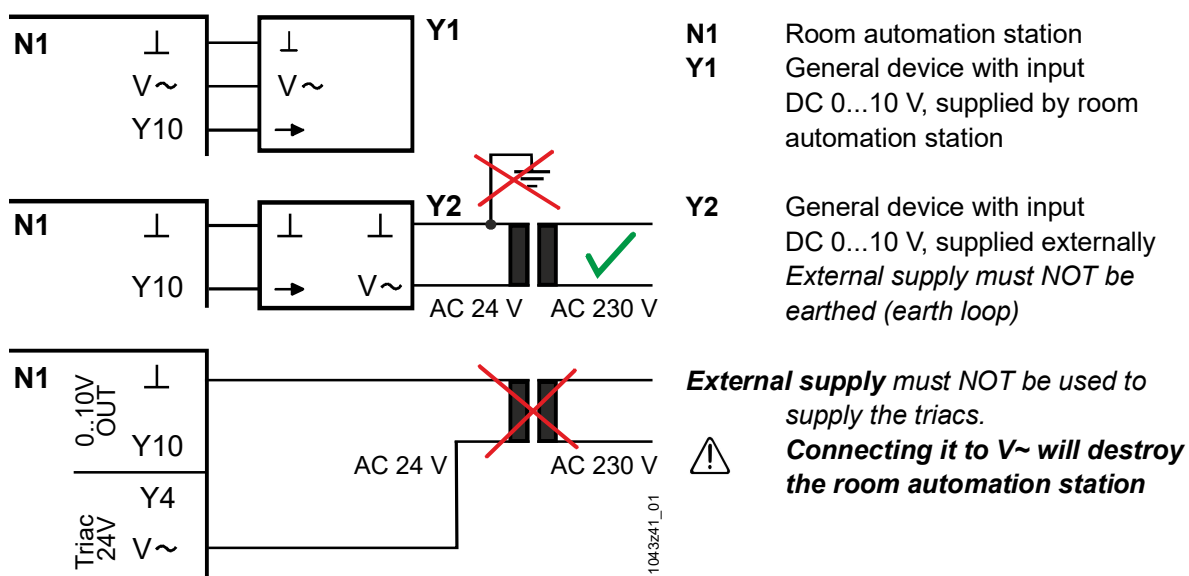 N1 ⊥ ⊥ Y1
V~ V~
Y10 →
N1 Room automation station
Y1 General device with input
DC 0...10 V, supplied by room
automation station
N1 ⊥ ⊥ ⊥ Y2
Y10 → V~
AC 24 V AC 230 V
Y2 General device with input
DC 0...10 V, supplied externally
External supply must NOT be
earthed (earth loop)
N1 ⊥
0..10V
OUT
Y10
AC 24 V AC 230 V
Y4
Triac
24V
V~
1043z41_01
External supply must NOT be used to
supply the triacs.
Connecting it to V~ will destroy
the room automation station